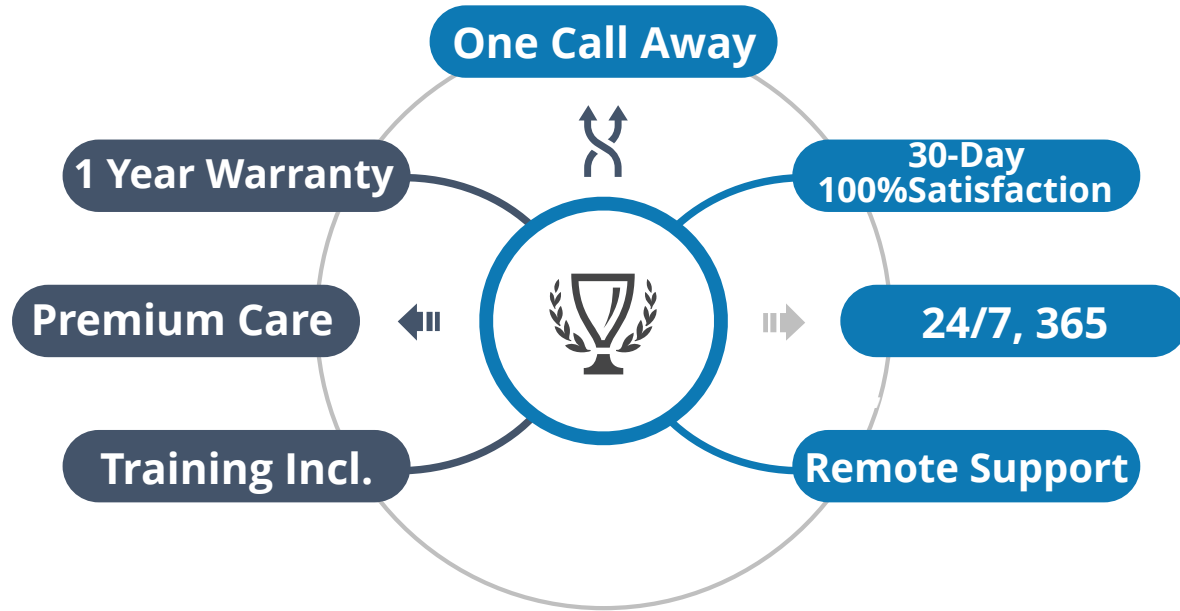 One Call Away
1 Year Warranty
30-Day
100%Satisfaction
Premium Care
24/7, 365
Training Incl.
Remote Support